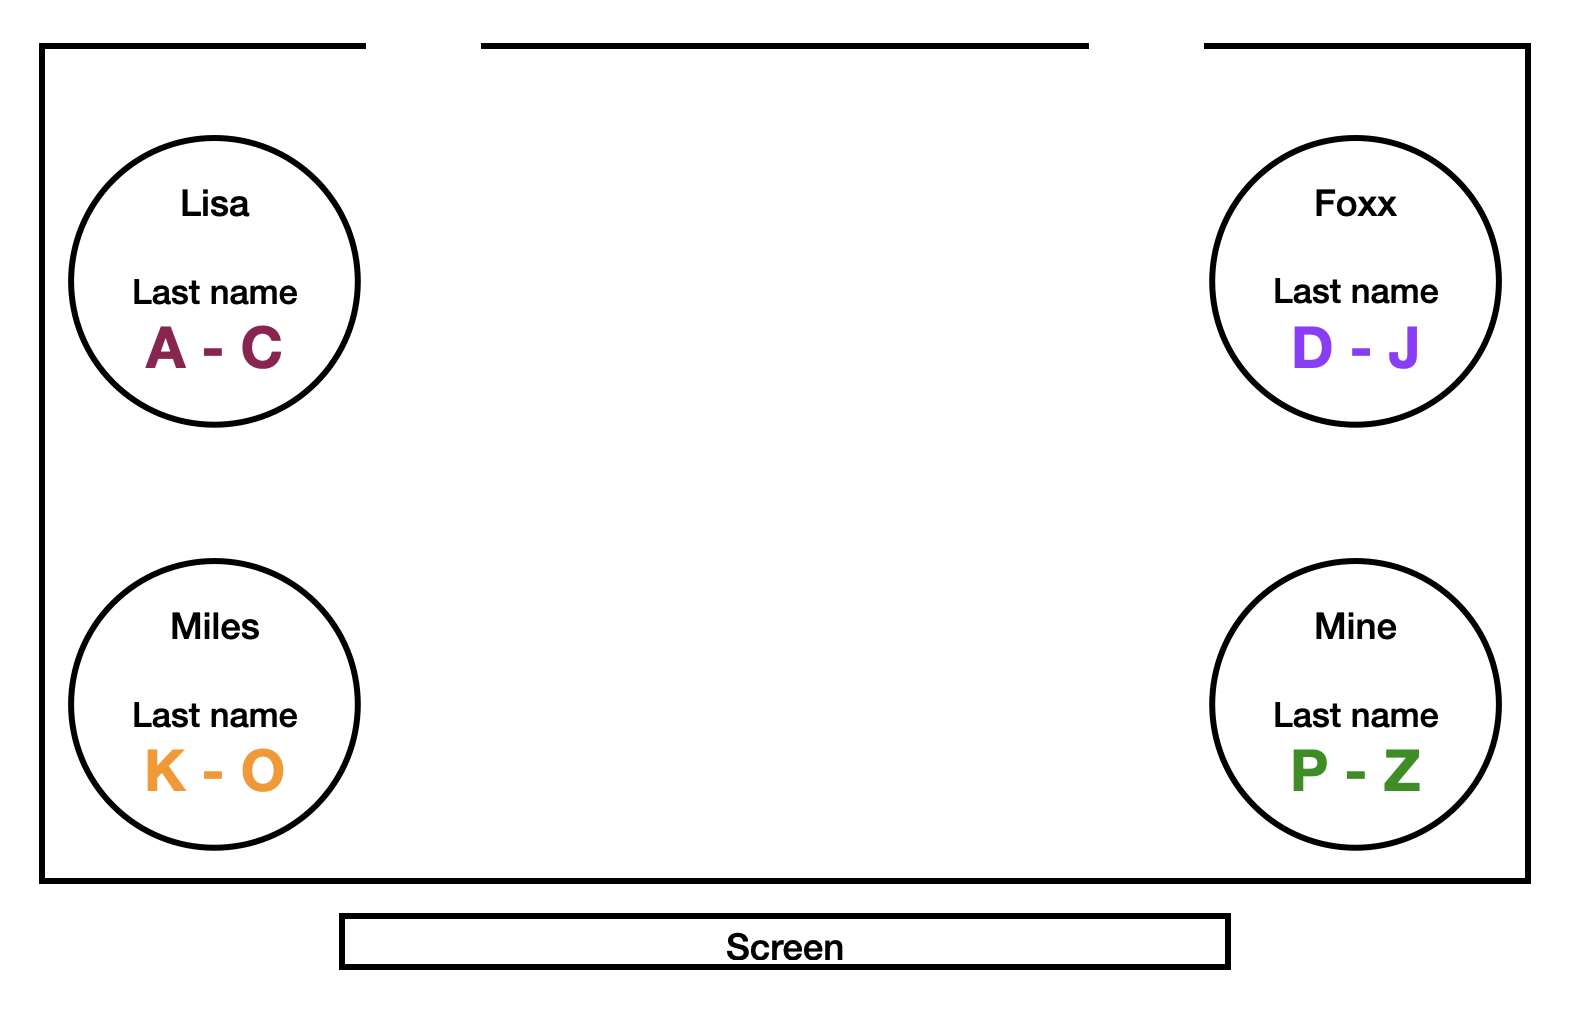 Lisa
Last name
A - C
Foxx
Last name
D - J
Miles
Last name
K - O
Mine
Last name
P - Z
Screen